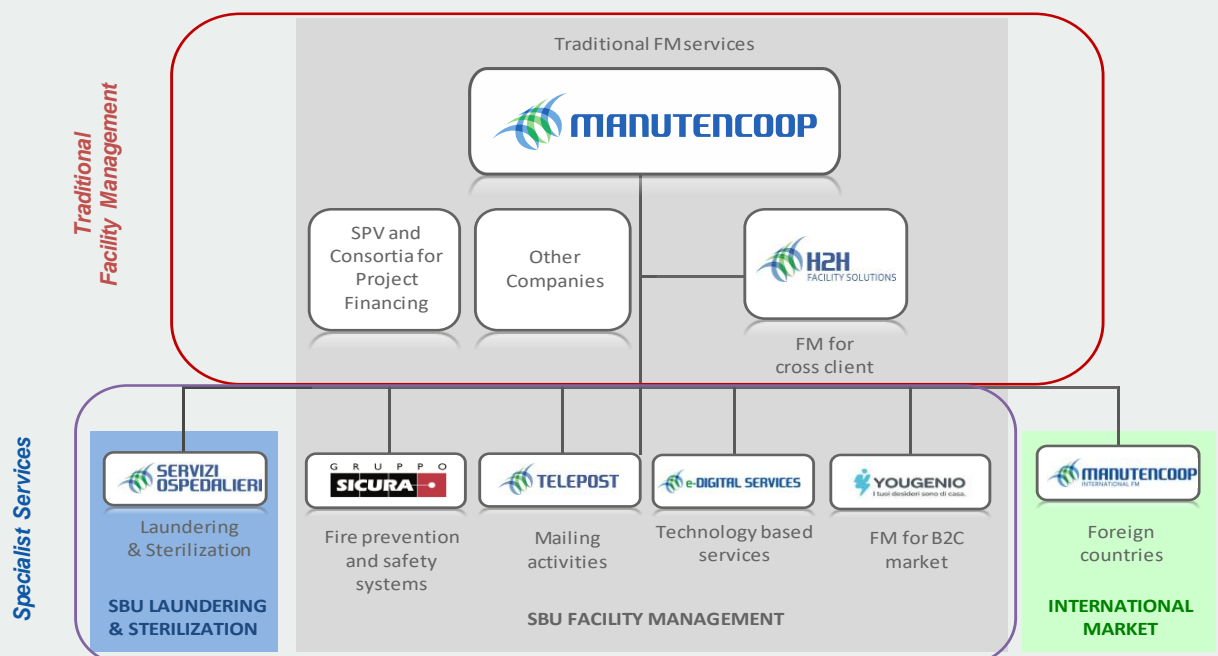 Traditional FM services
Traditional
Facility Management
MANUTENCOOP
SPV and
Consortia for
Project
Financing
Other
Companies
H2H
FACILITY SOLUTIONS
FM for
cross client
Specialist Services
SERVIZI
OSPEDALIERI
Laundering
& Sterilization
SBU LAUNDERING
& STERILIZATION
GRUPPO
SICURA
Fire prevention
and safety
systems
TELEPOST
Mailing
activities
e-DIGITAL SERVICES
Technology based
services
YOUGENIO
I tuoi desideri sono di casa.
FM for B2C
market
SBU FACILITY MANAGEMENT
MANUTENCOOP
INTERNATIONAL FM
Foreign
countries
INTERNATIONAL
MARKET